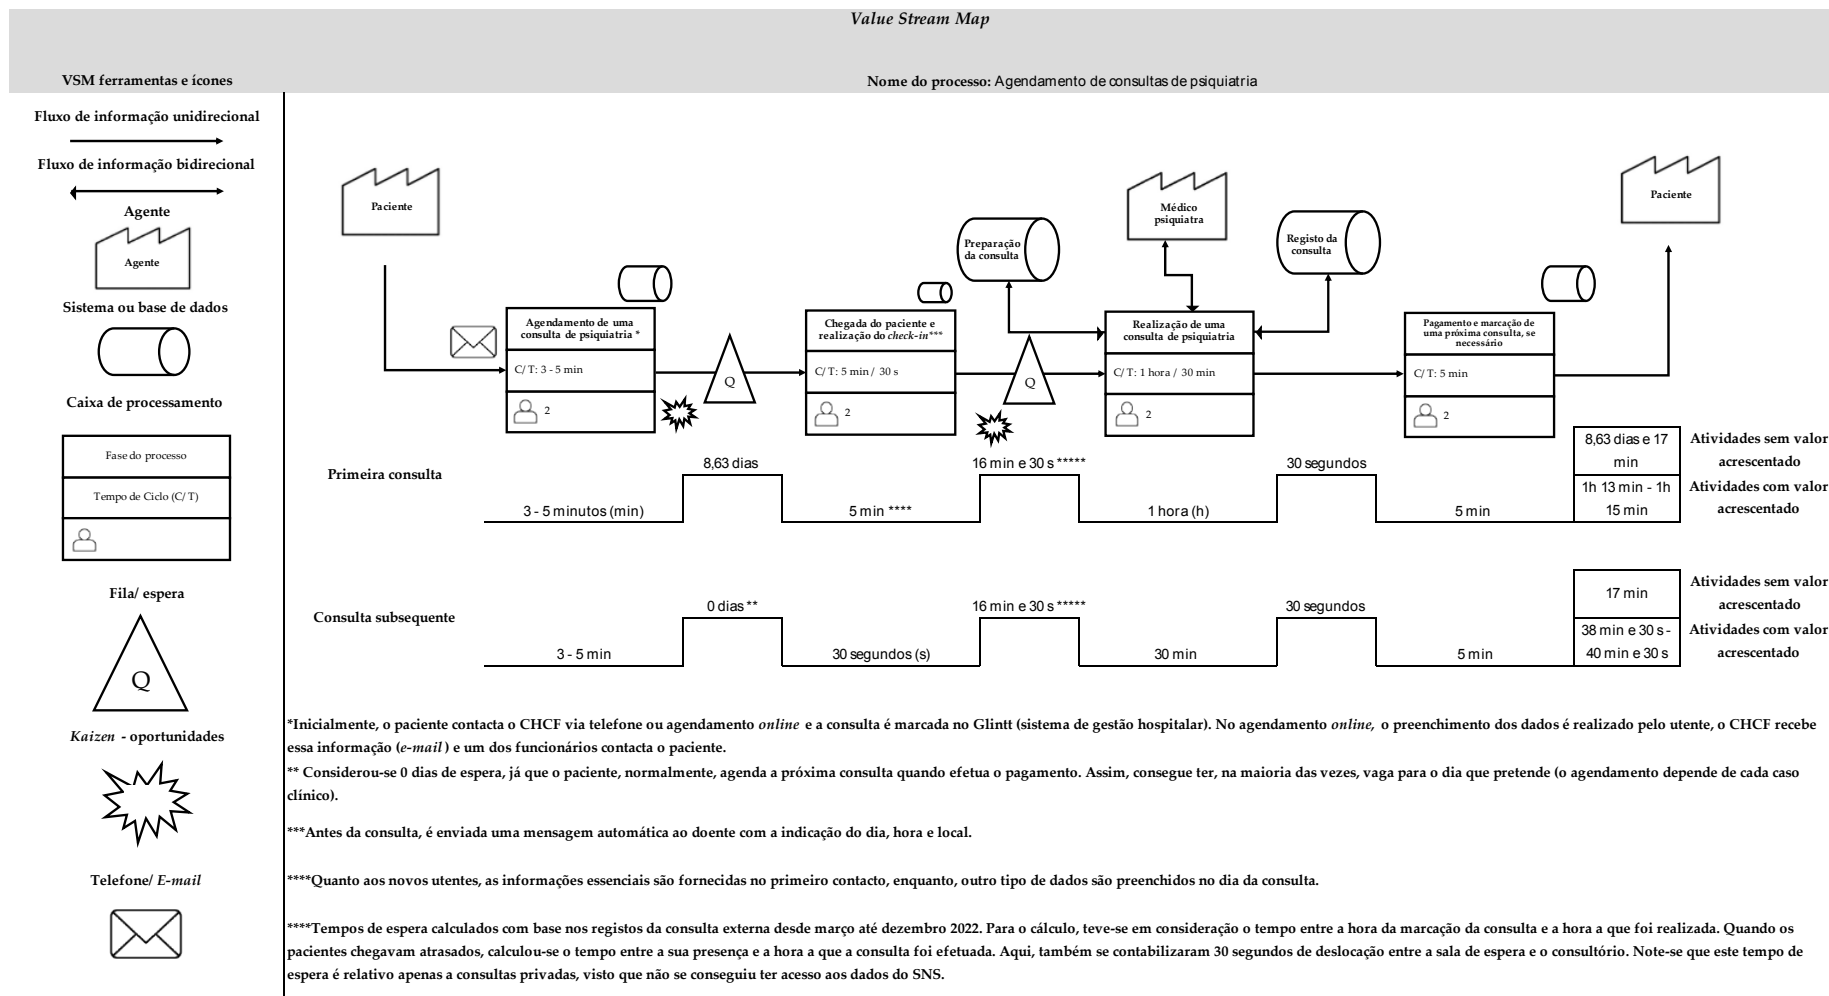 Value Stream Map
VSM ferramentas e ícones
Nome do processo: Agendamento de consultas de psiquiatria
Fluxo de informação unidirecional
Fluxo de informação bidirecional
Agente
Agente
Sistema ou base de dados
Caixa de processamento
Fase do processo
Tempo de Ciclo (C/ T)
Fila/ espera
Q
Kaizen - oportunidades
Telefone/ E-mail
Paciente
Preparação
da consulta
Médico
psiquiatra
Registo da
consulta
Paciente
Agendamento de uma
consulta de psiquiatria *
C/ T: 3 - 5 min
2
Q
Chegada do paciente e
realização do check-in***
C/ T: 5 min / 30 s
2
Q
Realização de uma
consulta de psiquiatria
C/ T: 1 hora / 30 min
2
Pagamento e marcação de
uma próxima consulta, se
necessário
C/ T: 5 min
2
Primeira consulta
3 - 5 minutos (min)
8,63 dias
5 min ****
16 min e 30 s *****
1 hora (h)
30 segundos
5 min
8,63 dias e 17
min
Atividades sem valor
acrescentado
1h 13 min - 1h
15 min
Atividades com valor
acrescentado
Consulta subsequente
3 - 5 min
0 dias **
30 segundos (s)
16 min e 30 s *****
30 min
30 segundos
5 min
17 min
Atividades sem valor
acrescentado
38 min e 30 s -
40 min e 30 s
Atividades com valor
acrescentado
*Inicialmente, o paciente contacta o CHCF via telefone ou agendamento online e a consulta é marcada no Glintt (sistema de gestão hospitalar). No agendamento online, o preenchimento dos dados é realizado pelo utente, o CHCF recebe
essa informação (e-mail ) e um dos funcionários contacta o paciente.
** Considerou-se 0 dias de espera, já que o paciente, normalmente, agenda a próxima consulta quando efetua o pagamento. Assim, consegue ter, na maioria das vezes, vaga para o dia que pretende (o agendamento depende de cada caso
clínico).
***Antes da consulta, é enviada uma mensagem automática ao doente com a indicação do dia, hora e local.
****Quanto aos novos utentes, as informações essenciais são fornecidas no primeiro contacto, enquanto, outro tipo de dados são preenchidos no dia da consulta.
****Tempos de espera calculados com base nos registos da consulta externa desde março até dezembro 2022. Para o cálculo, teve-se em consideração o tempo entre a hora da marcação da consulta e a hora a que foi realizada. Quando os
pacientes chegavam atrasados, calculou-se o tempo entre a sua presença e a hora a que a consulta foi efetuada. Aqui, também se contabilizaram 30 segundos de deslocação entre a sala de espera e o consultório. Note-se que este tempo de
espera é relativo apenas a consultas privadas, visto que não se conseguiu ter acesso aos dados do SNS.